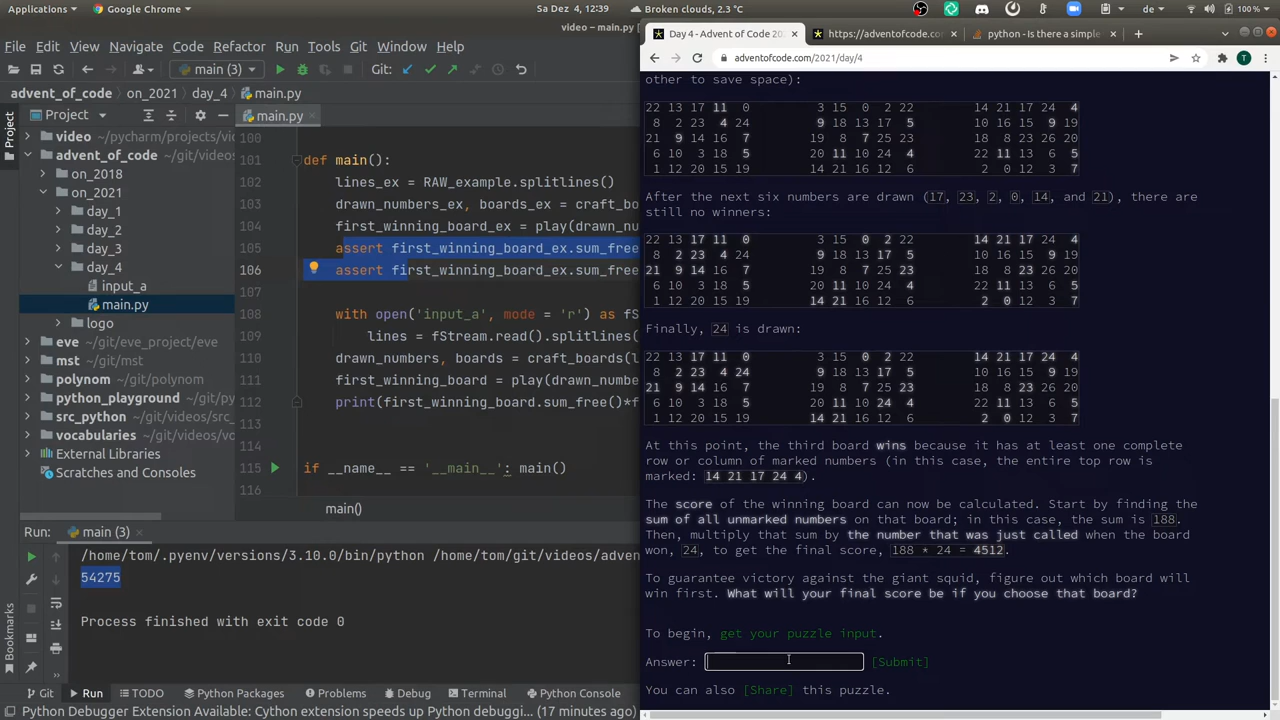 Applications Google Chrome Sa Dez 4, 12:39 Broken clouds, 2.3 °C de 100 %
video – main.py
File Edit View Navigate Code Refactor Run Tools Git Window Help
main (3) Git:
advent_of_code on_2021 day_4 main.py
Project main.py
video ~/pycharm/projects/vi
advent_of_code ~/git/videos
on_2018
on_2021
day_1
day_2
day_3
day_4
input_a
main.py
logo
eve ~/git/eve_project/eve
mst ~/git/mst
polynom ~/git/polynom
python_playground ~/git/videos
src_python ~/git/videos/src
vocabularies ~/git/videos/voc
External Libraries
Scratches and Consoles
100
101 def main():
102 lines_ex = RAW_example.splitlines()
103 drawn_numbers_ex, boards_ex = craft_boa
104 first_winning_board_ex = play(drawn_num
105 assert first_winning_board_ex.sum_free
106 assert first_winning_board_ex.sum_free
107
108 with open('input_a', mode = 'r') as fSt
109 lines = fStream.read().splitlines(
110 drawn_numbers, boards = craft_boards(l
111 first_winning_board = play(drawn_numbe
112 print(first_winning_board.sum_free()*f
115 if __name__ == '__main__': main()
116
main()
Run: main (3)
/home/tom/.pyenv/versions/3.10.0/bin/python /home/tom/git/videos/adven
54275
Process finished with exit code 0
Structure
Bookmarks
Git Run TODO Python Packages Problems Debug Terminal Python Console
Python Debugger Extension Available: Cython extension speeds up Python debuggi... (17 minutes ago)
Day 4 - Advent of Code 20 https://adventofcode.co python - Is there a simple
adventofcode.com/2021/day/4
other to save space):
22 13 17 11 0 3 15 0 2 22 14 21 17 24 4
8 2 23 4 24 9 18 13 17 5 10 16 15 9 19
21 9 14 16 7 19 8 7 25 23 18 8 23 26 20
6 10 3 18 5 20 11 10 24 4 22 11 13 6 5
1 12 20 15 19 14 21 16 12 6 2 0 12 3 7
After the next six numbers are drawn (17, 23, 2, 0, 14, and 21), there are
still no winners:
22 13 17 11 0 3 15 0 2 22 14 21 17 24 4
8 2 23 4 24 9 18 13 17 5 10 16 15 9 19
21 9 14 16 7 19 8 7 25 23 18 8 23 26 20
6 10 3 18 5 20 11 10 24 4 22 11 13 6 5
1 12 20 15 19 14 21 16 12 6 2 0 12 3 7
Finally, 24 is drawn:
22 13 17 11 0 3 15 0 2 22 14 21 17 24 4
8 2 23 4 24 9 18 13 17 5 10 16 15 9 19
21 9 14 16 7 19 8 7 25 23 18 8 23 26 20
6 10 3 18 5 20 11 10 24 4 22 11 13 6 5
1 12 20 15 19 14 21 16 12 6 2 0 12 3 7
At this point, the third board wins because it has at least one complete
row or column of marked numbers (in this case, the entire top row is
marked: 14 21 17 24 4).
The score of the winning board can now be calculated. Start by finding the
sum of all unmarked numbers on that board; in this case, the sum is 188.
Then, multiply that sum by the number that was just called when the board
won, 24, to get the final score, 188 * 24 = 4512.
To guarantee victory against the giant squid, figure out which board will
win first. What will your final score be if you choose that board?
To begin, get your puzzle input.
Answer: [Submit]
You can also [Share] this puzzle.